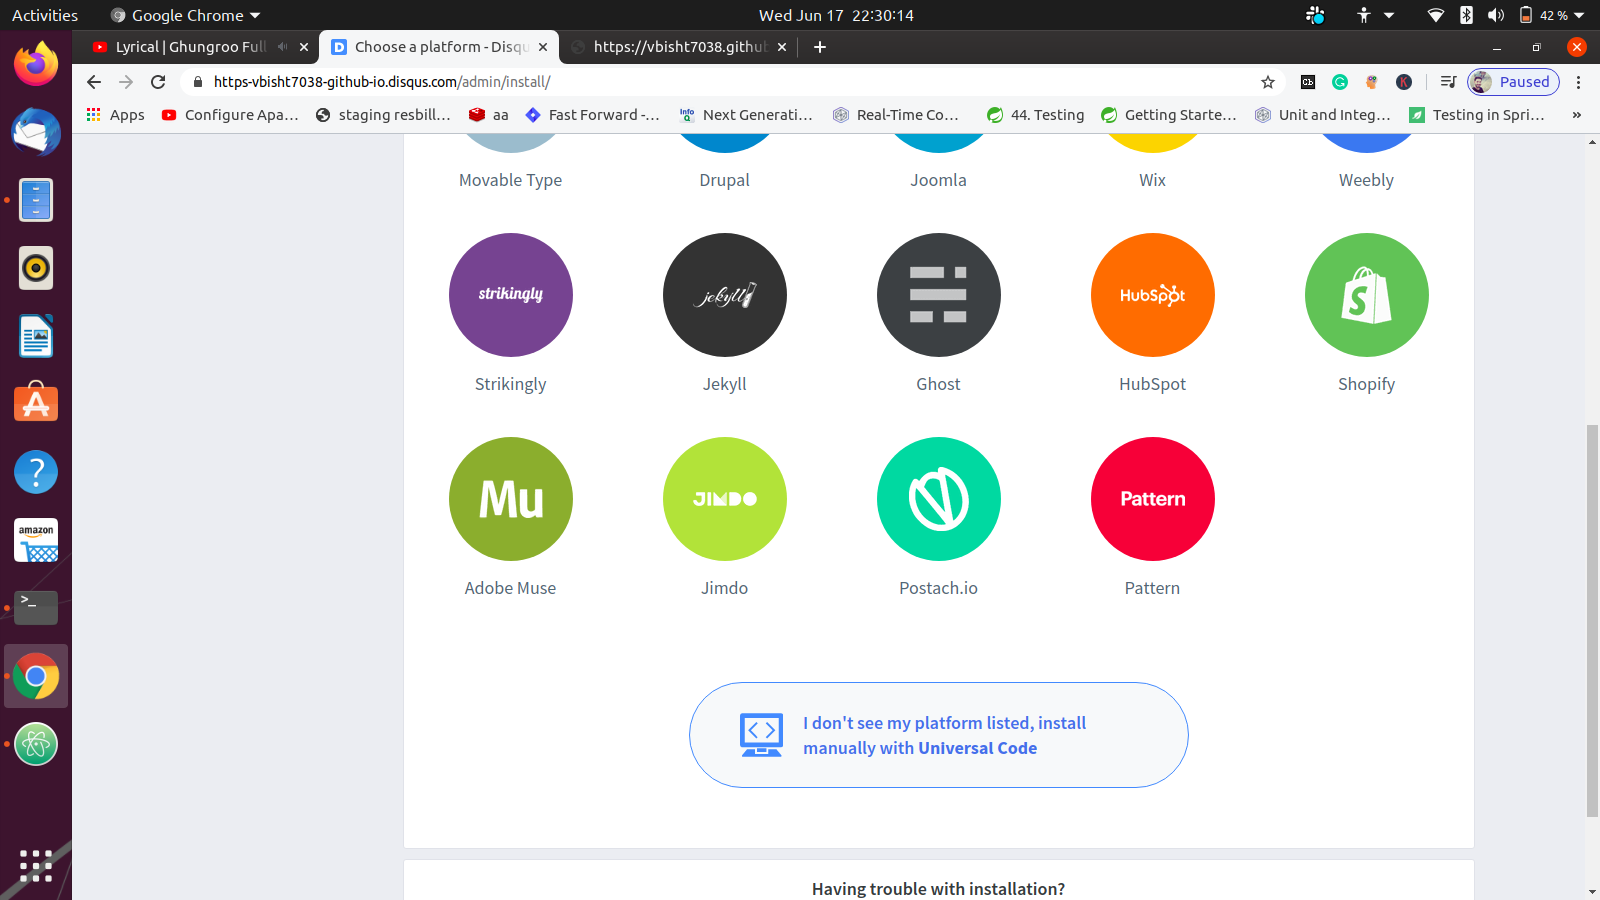 Activities
Google Chrome
Wed Jun 17 22:30:14
42 %
Lyrical | Ghungroo Full
Choose a platform - Disqu
https://vbisht7038.github
https-vbisht7038-github-io.disqus.com/admin/install/
Cb
G
K
Paused
Apps
Configure Apa...
staging resbill...
aa
Fast Forward -...
Info
Next Generati...
Real-Time Co...
44. Testing
Getting Starte...
Unit and Integ...
Testing in Spri...
»
Movable Type
Drupal
Joomla
Wix
Weebly
strikingly
jekyll
HubSpot
S
Strikingly
Jekyll
Ghost
HubSpot
Shopify
Mu
JIMDO
Pattern
Adobe Muse
Jimdo
Postach.io
Pattern
I don't see my platform listed, install
manually with Universal Code
Having trouble with installation?
amazon
>_